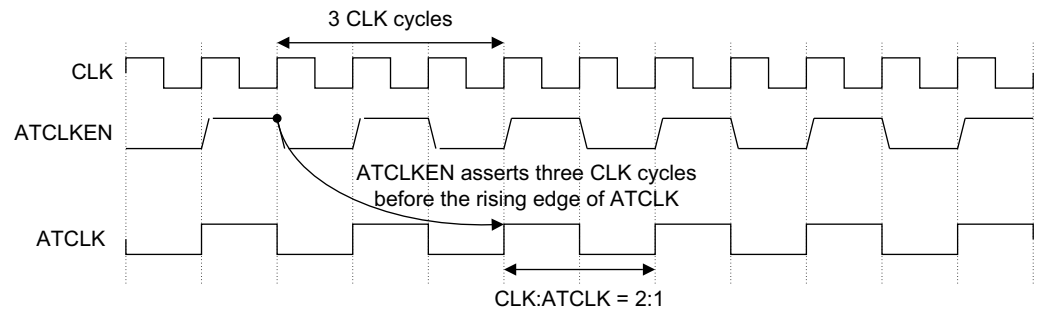 3 CLK cycles
CLK
ATCLKEN
ATCLKEN asserts three CLK cycles
before the rising edge of ATCLK
ATCLK
CLK:ATCLK = 2:1